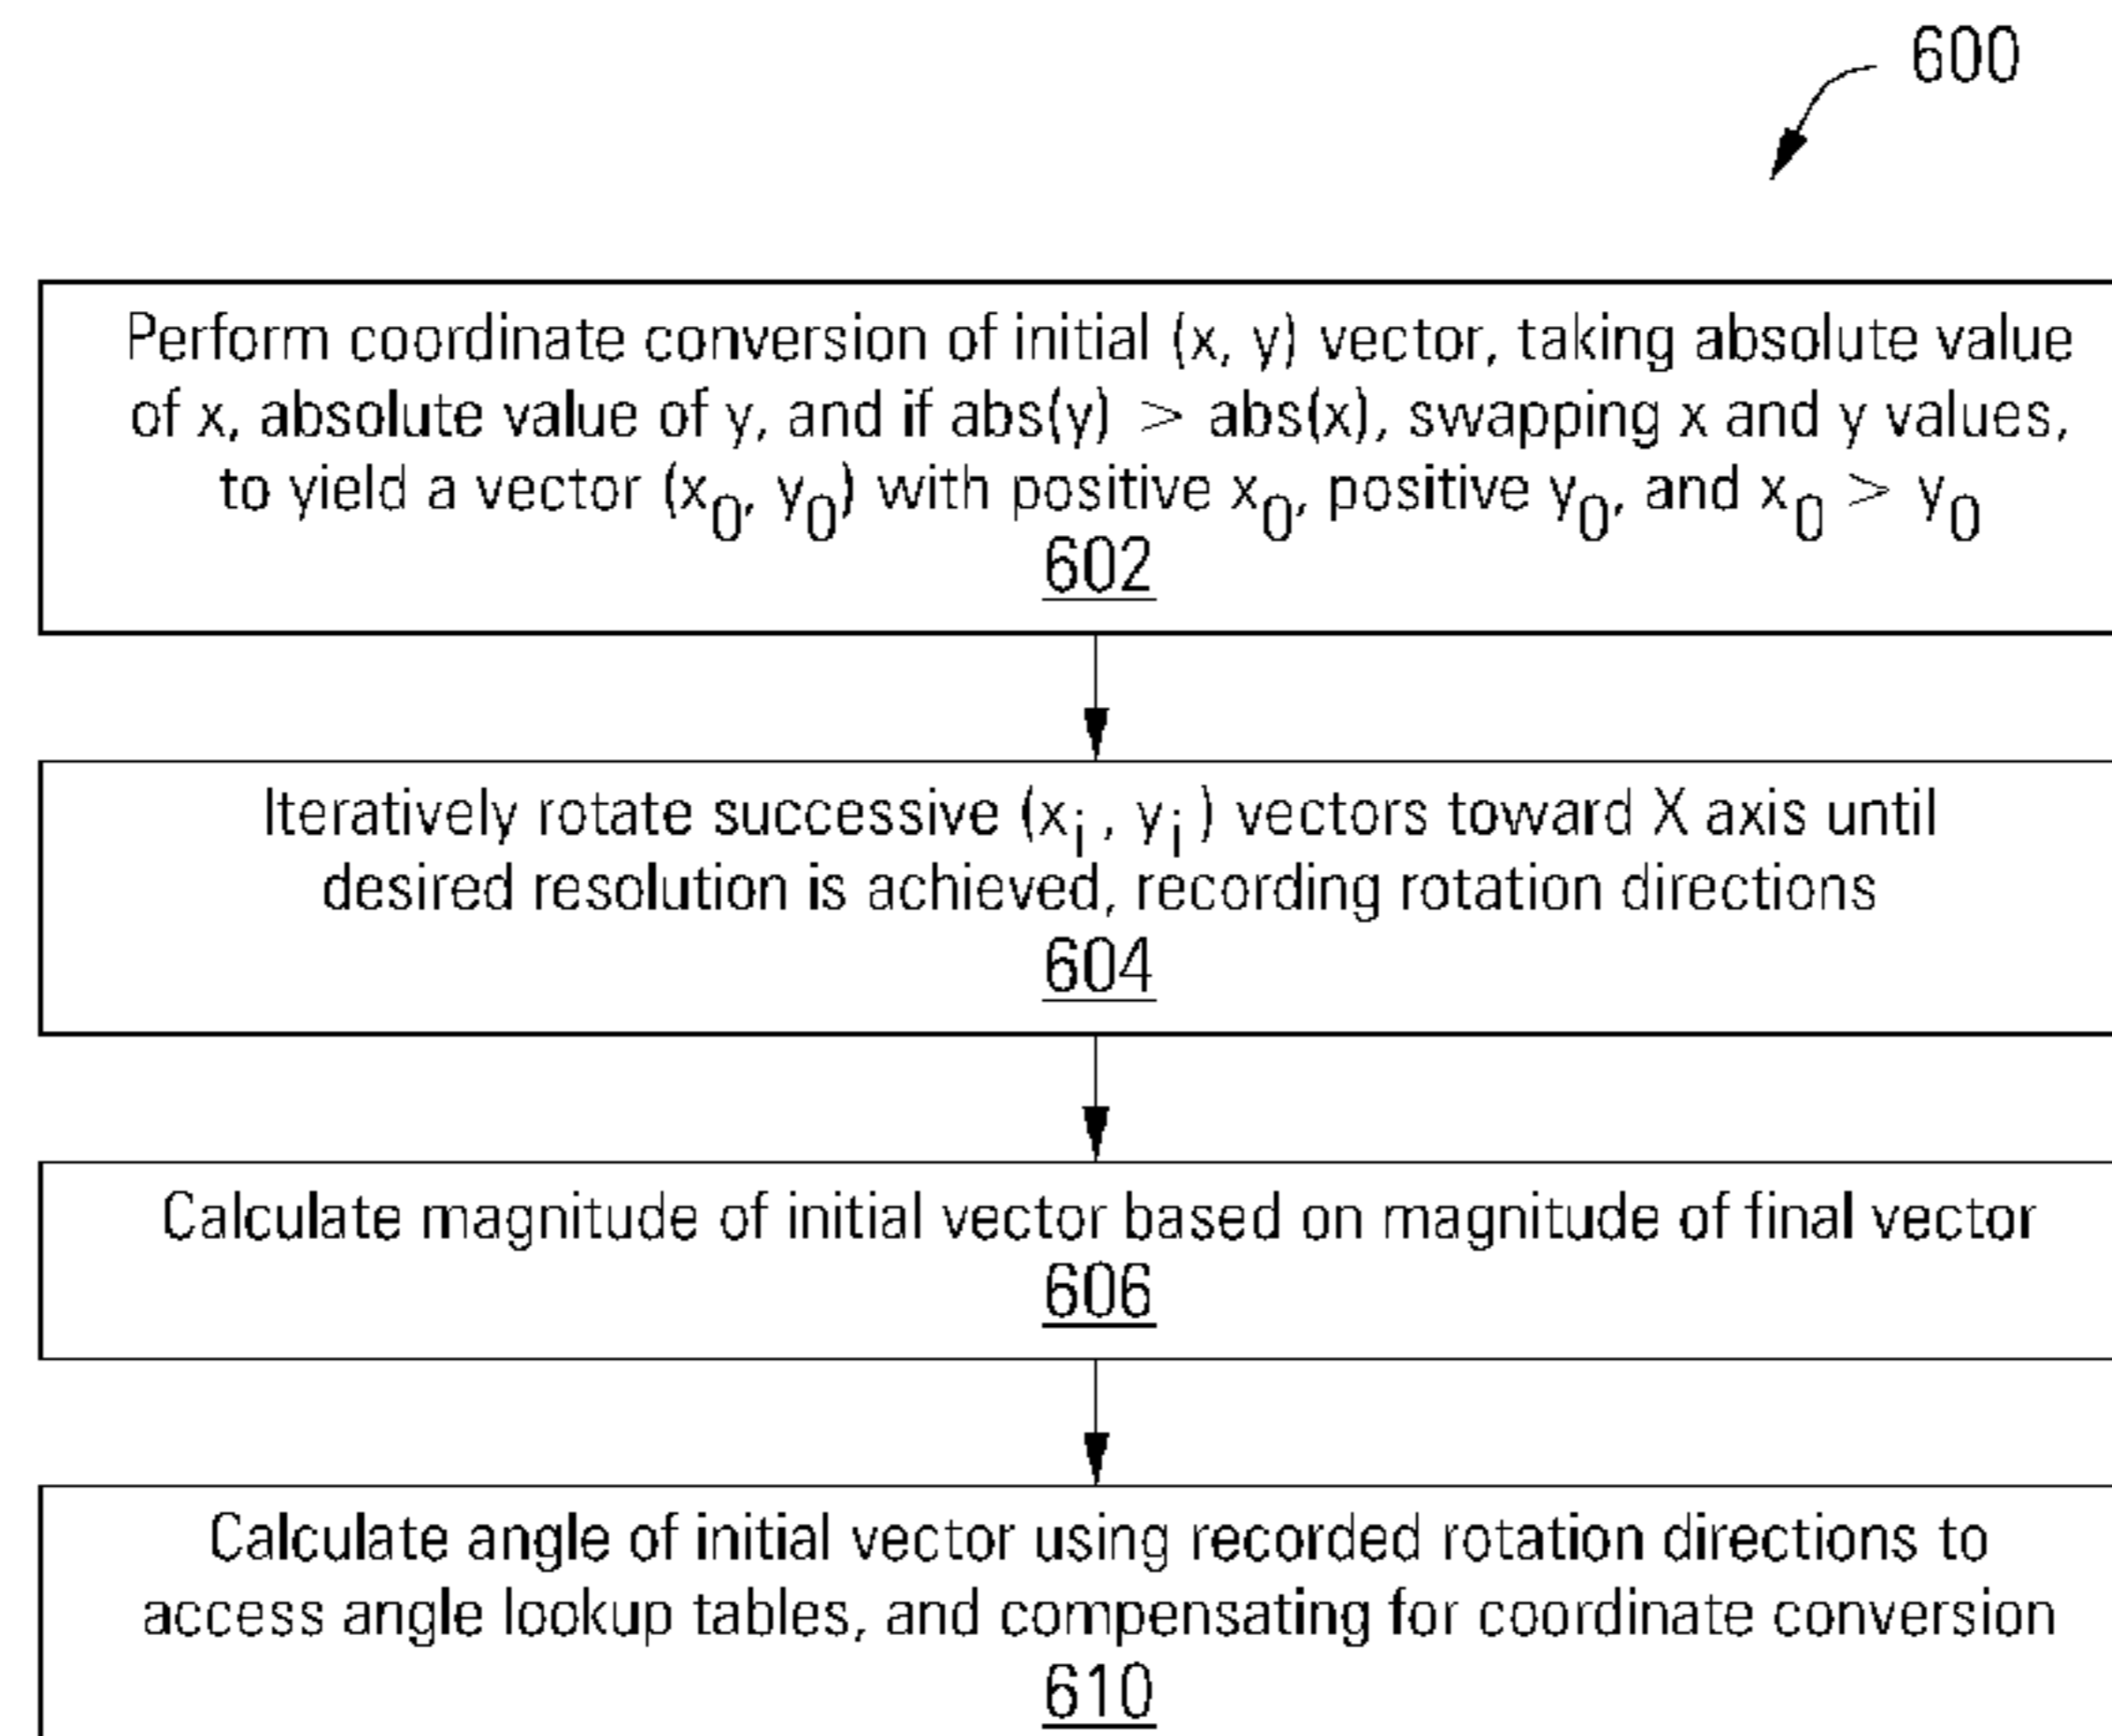 600
Perform coordinate conversion of initial (x, y) vector, taking absolute value
of x, absolute value of y, and if abs(y) > abs(x), swapping x and y values,
to yield a vector (x₀, y₀) with positive x₀, positive y₀, and x₀ > y₀
602
Iteratively rotate successive (xᵢ, yᵢ) vectors toward X axis until
desired resolution is achieved, recording rotation directions
604
Calculate magnitude of initial vector based on magnitude of final vector
606
Calculate angle of initial vector using recorded rotation directions to
access angle lookup tables, and compensating for coordinate conversion
610